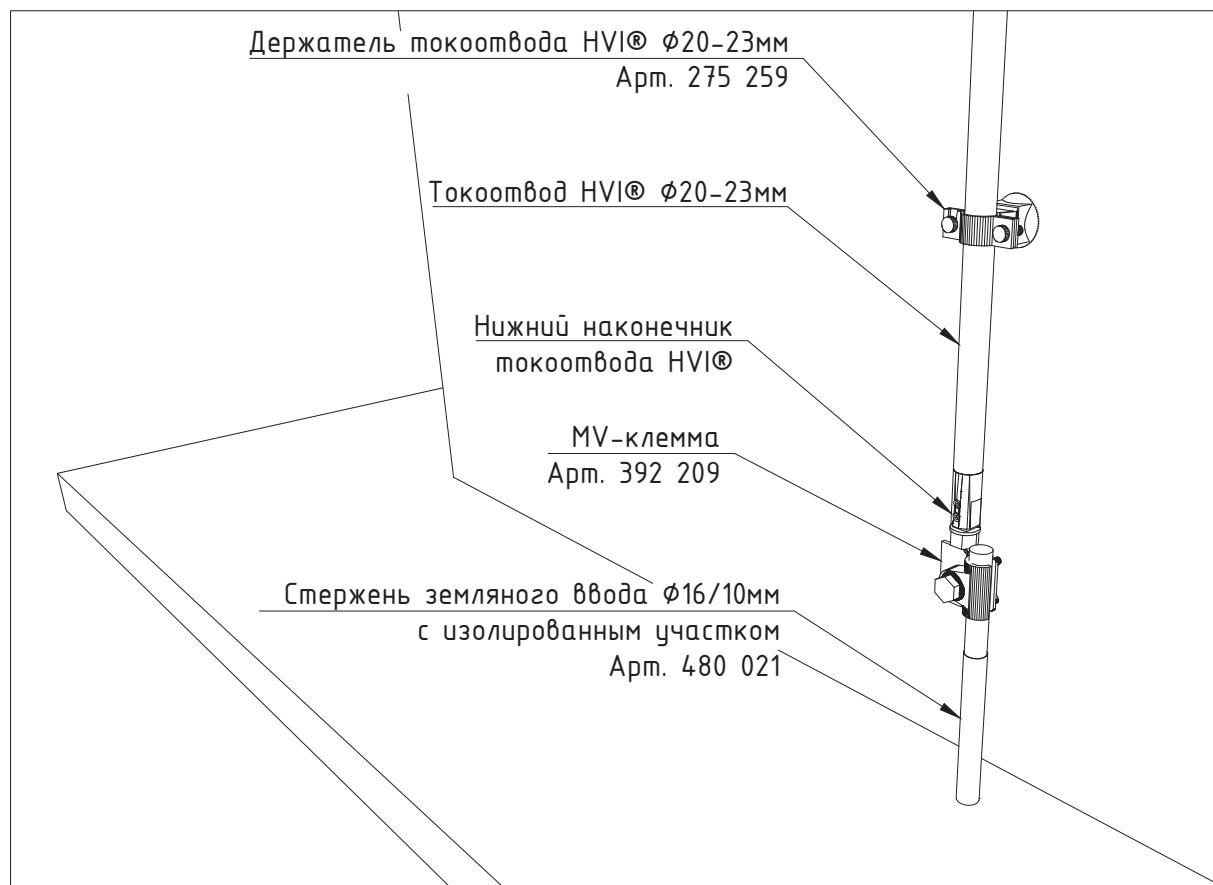 Держатель токоотвода HVI® Ø20-23мм
Арт. 275 259
Токоотвод HVI® Ø20-23мм
Нижний наконечник
токоотвода HVI®
MV-клемма
Арт. 392 209
Стержень земляного ввода Ø16/10мм
с изолированным участком
Арт. 480 021